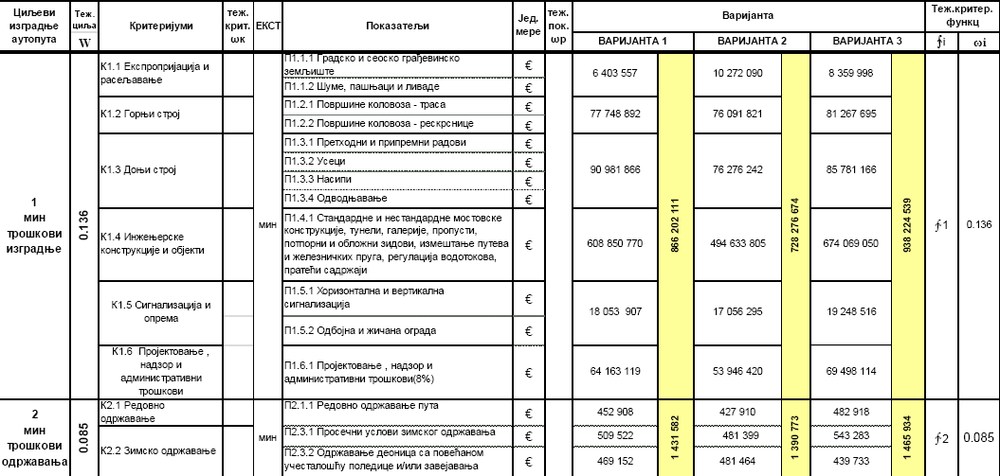 Циљеви изградње аутопута | Теж. циља W | Критеријуми | теж. крит. ωк | ЕКСТ | Показатељи | Јед. мере | теж. пок. ωр | Варијанта | Теж.критер. функц
ВАРИЈАНТА 1 | ВАРИЈАНТА 2 | ВАРИЈАНТА 3 | ∮i | ωi
1
мин
трошкови
изградње
0.136
мин
К1.1 Експропријација и
расељавање
П1.1.1 Градско и сеоско грађевинско
земљиште €
П1.1.2 Шуме, пашњаци и ливаде €
6 403 557 | 10 272 090 | 8 359 998
К1.2 Горњи строј
П1.2.1 Површине коловоза - траса €
П1.2.2 Површине коловоза - рескрснице €
77 748 892 | 76 091 821 | 81 267 695
К1.3 Доњи строј
П1.3.1 Претходни и припремни радови €
П1.3.2 Усеци €
П1.3.3 Насипи €
П1.3.4 Одводњавање €
90 981 866 | 76 276 242 | 85 781 166
К1.4 Инжењерске
конструкције и објекти
П1.4.1 Стандардне и нестандардне мостовске
конструкције, тунели, галерије, пропусти,
потпорни и обложни зидови, измештање путева
и железничких пруга, регулација водотокова,
пратећи садржаји €
608 850 770 | 494 633 805 | 674 069 050
К1.5 Сигнализација и
опрема
П1.5.1 Хоризонтална и вертикална
сигнализација €
П1.5.2 Одбојна и жичана ограда €
18 053 907 | 17 056 295 | 19 248 516
К1.6 Пројектовање ,
надзор и
административни
трошкови
П1.6.1 Пројектовање , надзор и
административни трошкови(8%) €
64 163 119 | 53 946 420 | 69 498 114
866 202 111 | 728 276 674 | 938 224 539
∮1 | 0.136
2
мин
трошкови
одржавања
0.085
мин
К2.1 Редовно
одржавање
П2.1.1 Редовно одржавање пута €
452 908 | 427 910 | 482 918
К2.2 Зимско одржавање
П2.3.1 Просечни услови зимског одржавања €
509 522 | 481 399 | 543 283
П2.3.2 Одржавање деоница са повећаном
учесталошћу поледице и/или завејавања €
469 152 | 481 464 | 439 733
1 431 582 | 1 390 773 | 1 465 934
∮2 | 0.085